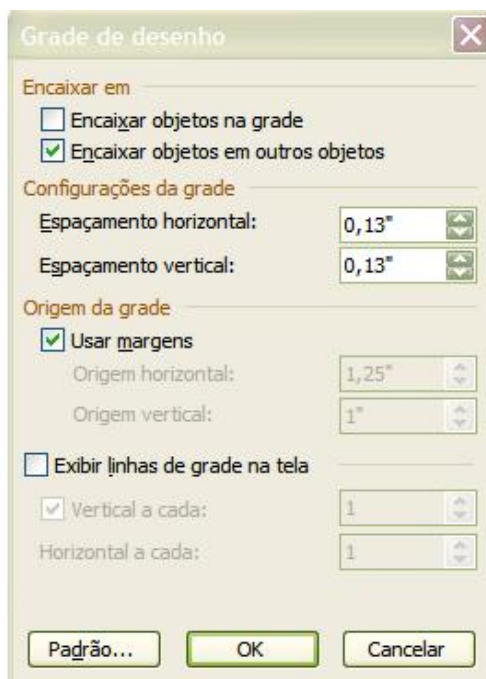 Grade de desenho
Encaixar em
Encaixar objetos na grade
Encaixar objetos em outros objetos
Configurações da grade
Espaçamento horizontal: 0,13"
Espaçamento vertical: 0,13"
Origem da grade
Usar margens
Origem horizontal: 1,25"
Origem vertical: 1"
Exibir linhas de grade na tela
Vertical a cada: 1
Horizontal a cada: 1
Padrão... OK Cancelar